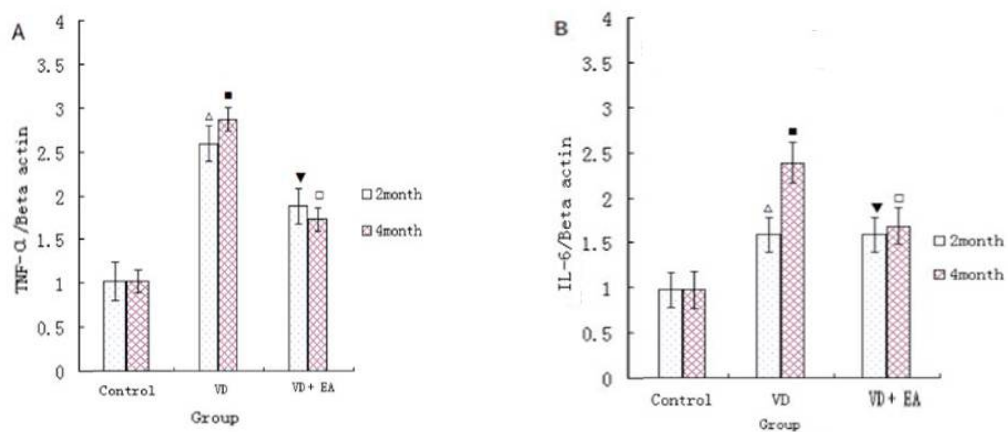 A
TNF-α/Beta actin
4
3.5
3
2.5
2
1.5
1
0.5
0
Control
VD
VD+ EA
Group
2month
4month
B
IL-6/Beta actin
4
3.5
3
2.5
2
1.5
1
0.5
0
Control
VD
VD+ EA
Group
2month
4month